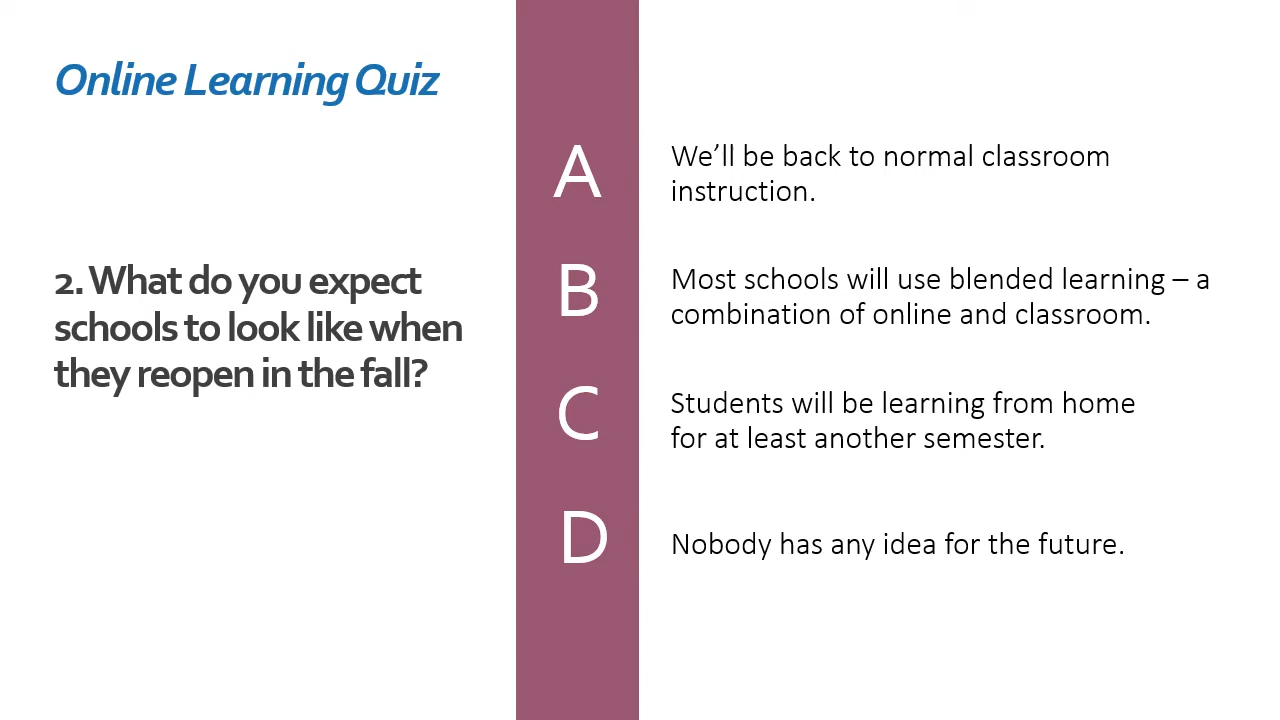 Online Learning Quiz
2. What do you expect
schools to look like when
they reopen in the fall?
A
We’ll be back to normal classroom
instruction.
B
Most schools will use blended learning – a
combination of online and classroom.
C
Students will be learning from home
for at least another semester.
D
Nobody has any idea for the future.